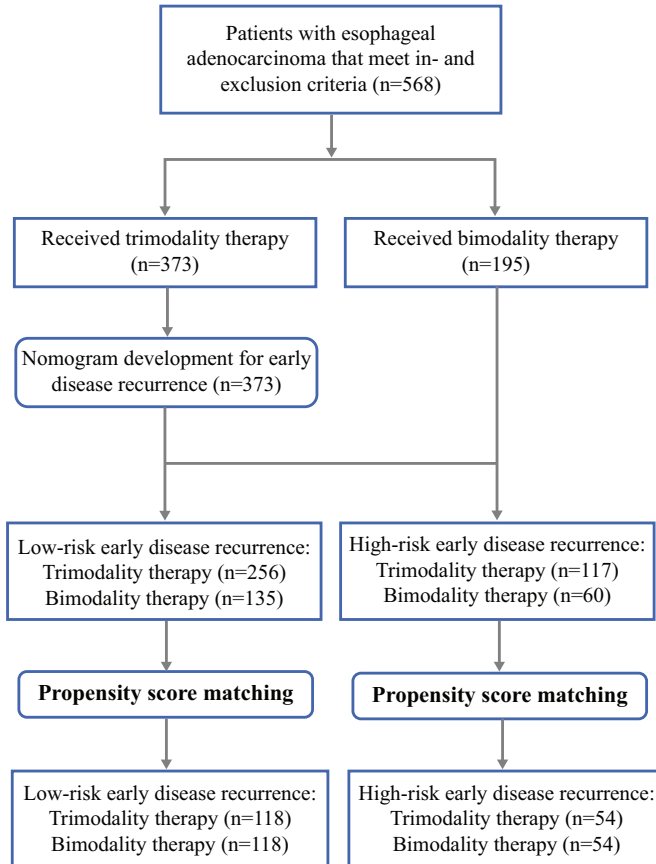 Patients with esophageal
adenocarcinoma that meet in- and
exclusion criteria (n=568)
Received trimodality therapy
(n=373)
Received bimodality therapy
(n=195)
Nomogram development for early
disease recurrence (n=373)
Low-risk early disease recurrence:
Trimodality therapy (n=256)
Bimodality therapy (n=135)
High-risk early disease recurrence:
Trimodality therapy (n=117)
Bimodality therapy (n=60)
Propensity score matching
Propensity score matching
Low-risk early disease recurrence:
Trimodality therapy (n=118)
Bimodality therapy (n=118)
High-risk early disease recurrence:
Trimodality therapy (n=54)
Bimodality therapy (n=54)